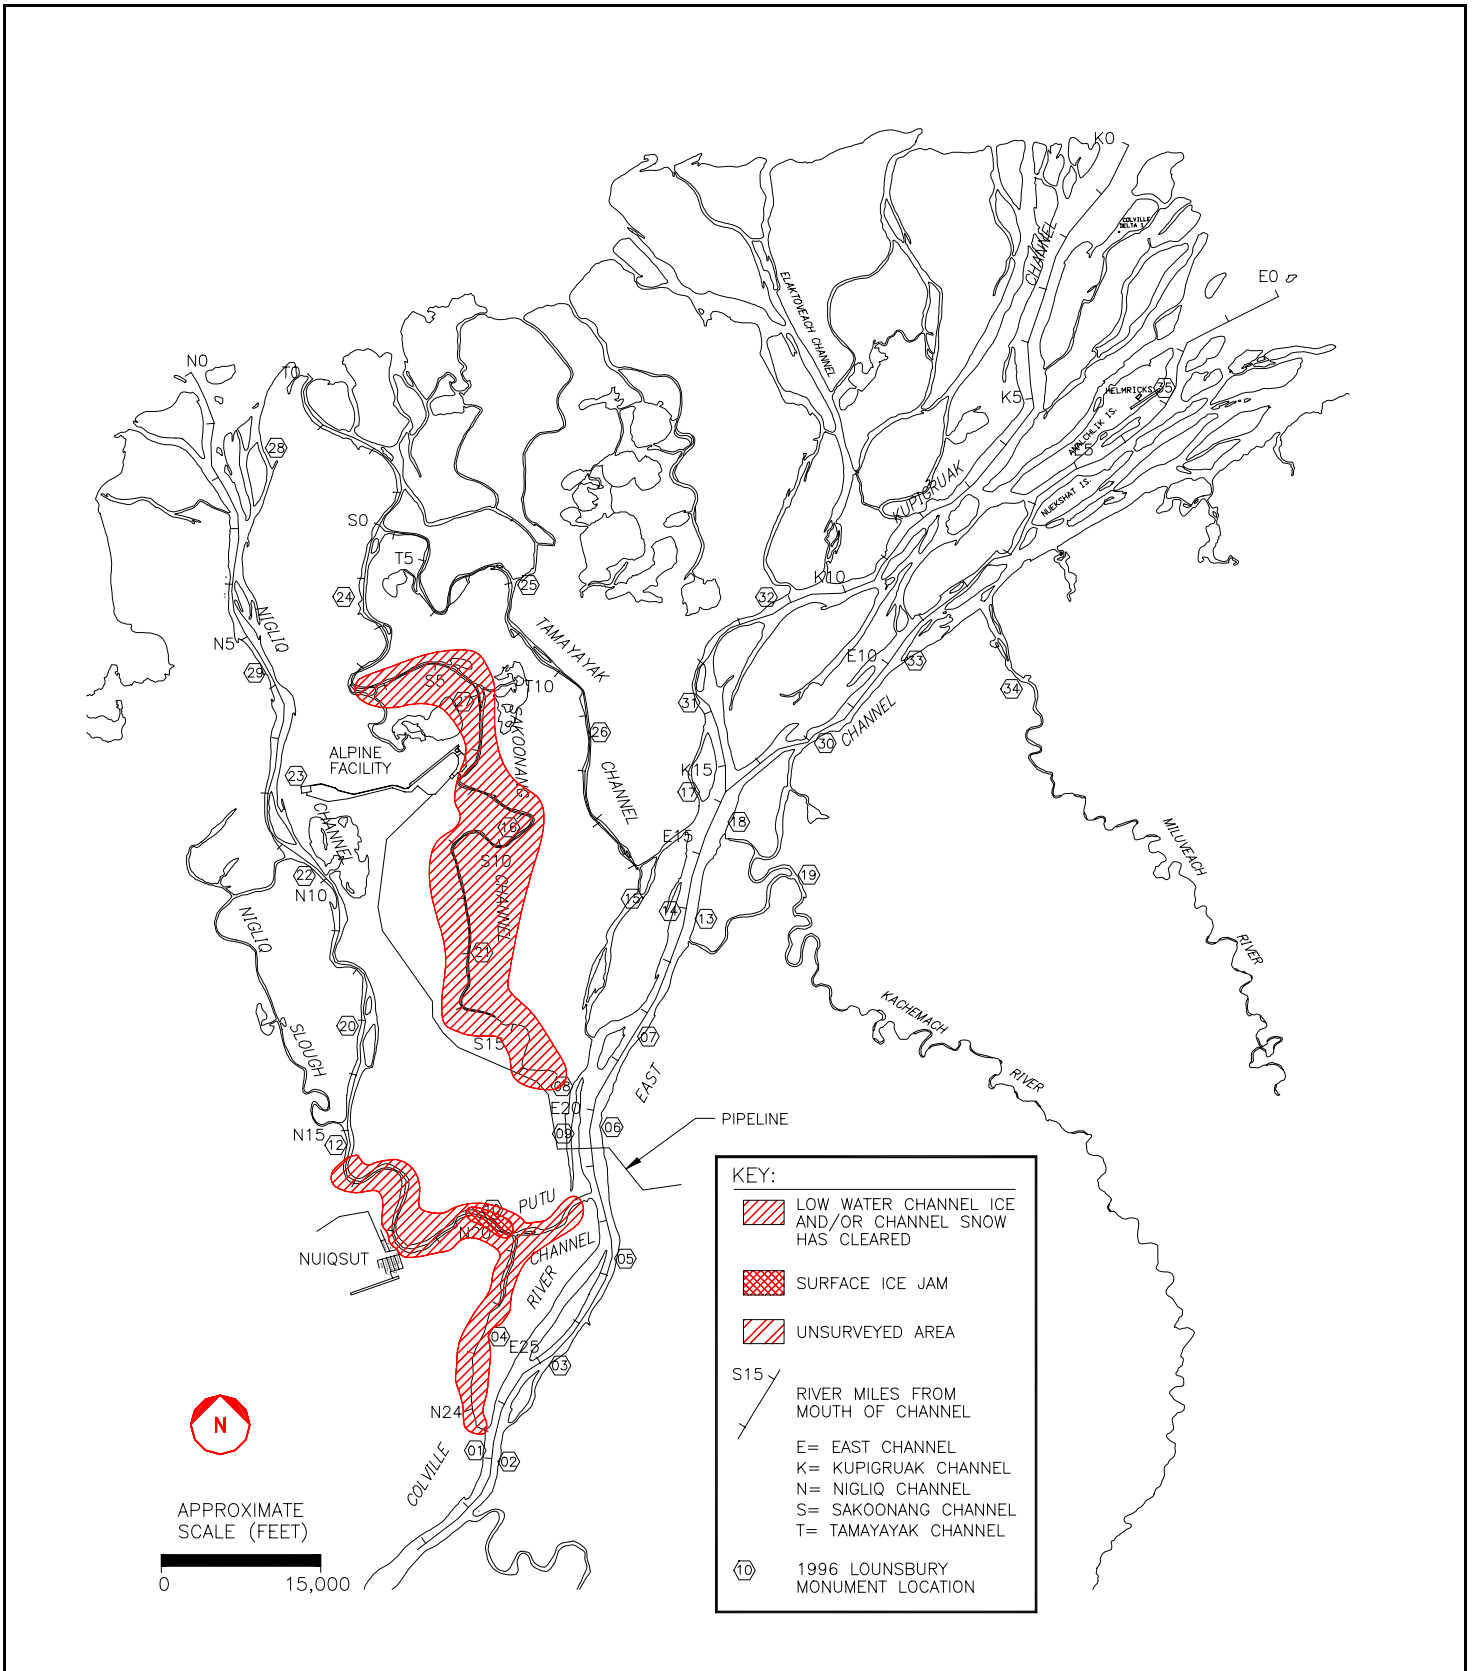 K0
COLVILLE
DELTA 1
CHANNEL
E0
ELAKTOVEACH CHANNEL
N0
T0
K5
HELMRICKS
35
ANACHLIK IS.
E5
28
KUPIGRUAK
NUEKSHAT IS.
S0
T5
K10
25
24
32
NIGLIQ
TAMAYAYAK
N5
E10
33
29
S5
T10
34
27
31
SAKOONANG
CHANNEL
26
30
ALPINE
FACILITY
K15
23
CHANNEL
17
CHANNEL
16
18
E15
MILUVEACH
S10
22
N10
19
CHANNEL
15
14
13
NIGLIQ
RIVER
21
KACHEMACH
20
SLOUGH
07
S15
RIVER
EAST
08
E20
PIPELINE
06
09
N15
12
PUTU
N20
CHANNEL
NUIQSUT
05
RIVER
04
E25
03
N24
01
02
COLVILLE
N
APPROXIMATE
SCALE (FEET)
0
15,000
KEY:
LOW WATER CHANNEL ICE
AND/OR CHANNEL SNOW
HAS CLEARED
SURFACE ICE JAM
UNSURVEYED AREA
S15
RIVER MILES FROM
MOUTH OF CHANNEL
E= EAST CHANNEL
K= KUPIGRUAK CHANNEL
N= NIGLIQ CHANNEL
S= SAKOONANG CHANNEL
T= TAMAYAYAK CHANNEL
10
1996 LOUNSBURY
MONUMENT LOCATION